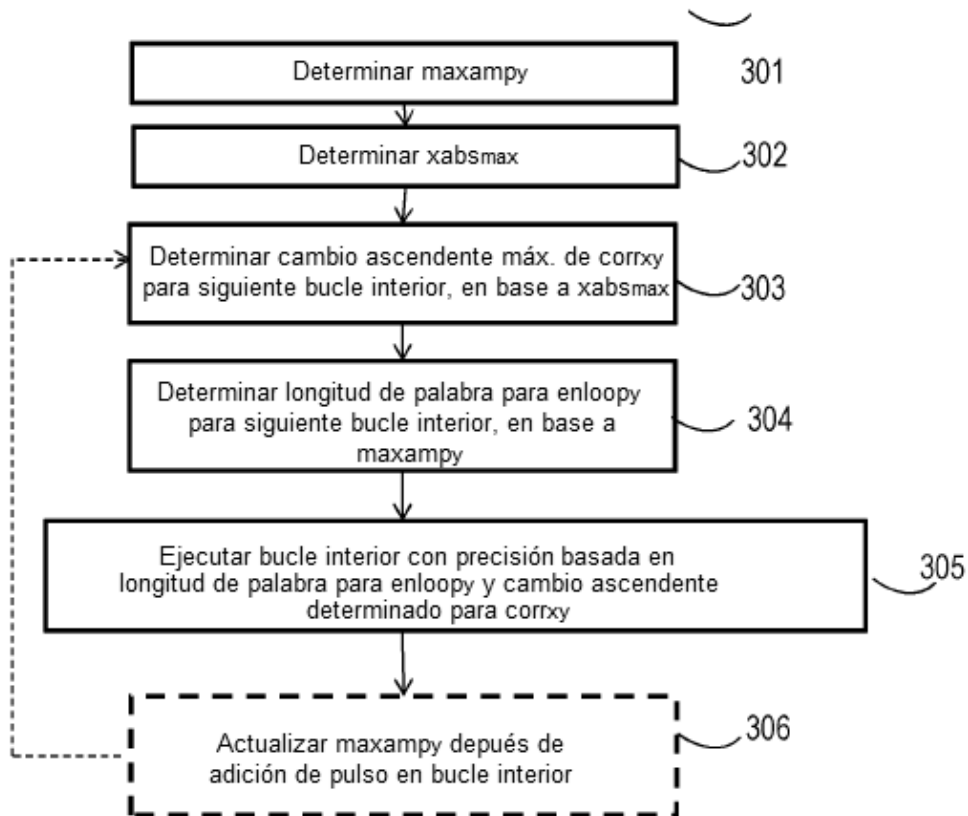 Determinar maxampy
301
Determinar xabsmax
302
Determinar cambio ascendente máx. de corrxy
para siguiente bucle interior, en base a xabsmax
303
Determinar longitud de palabra para enloopy
para siguiente bucle interior, en base a
maxampy
304
Ejecutar bucle interior con precisión basada en
longitud de palabra para enloopy y cambio ascendente
determinado para corrxy
305
Actualizar maxampy depués de
adición de pulso en bucle interior
306